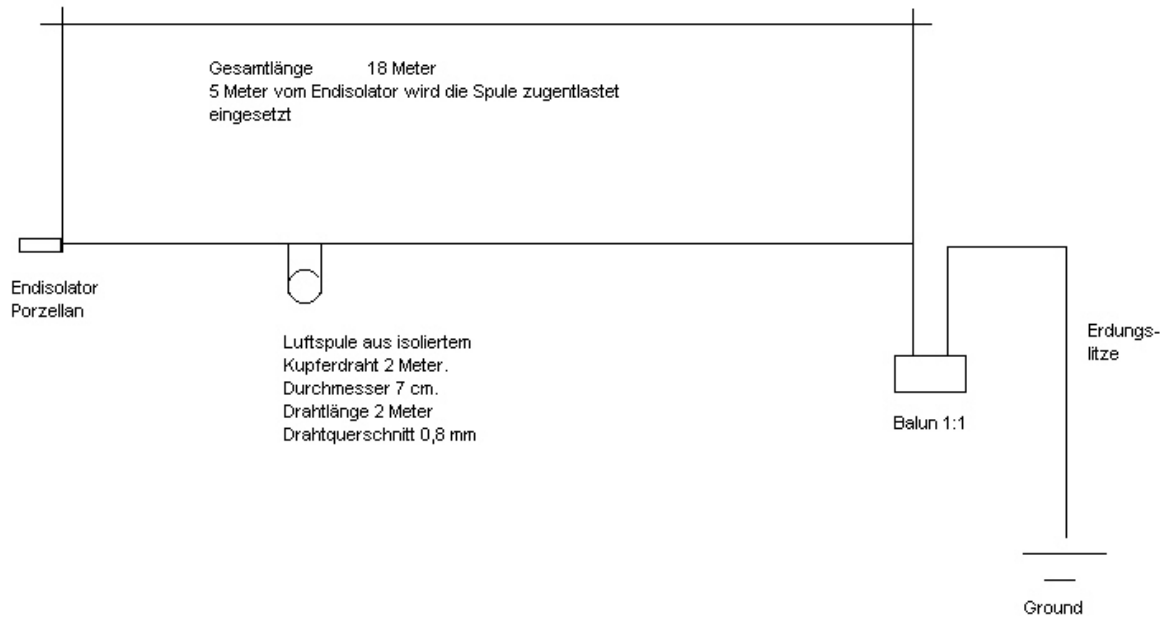 Gesamtlänge 18 Meter
5 Meter vom Endisolator wird die Spule zugentlastet
eingesetzt
Endisolator
Porzellan
Luftspule aus isoliertem
Kupferdraht 2 Meter.
Durchmesser 7 cm.
Drahtlänge 2 Meter
Drahtquerschnitt 0,8 mm
Erdungs-
litze
Balun 1:1
Ground